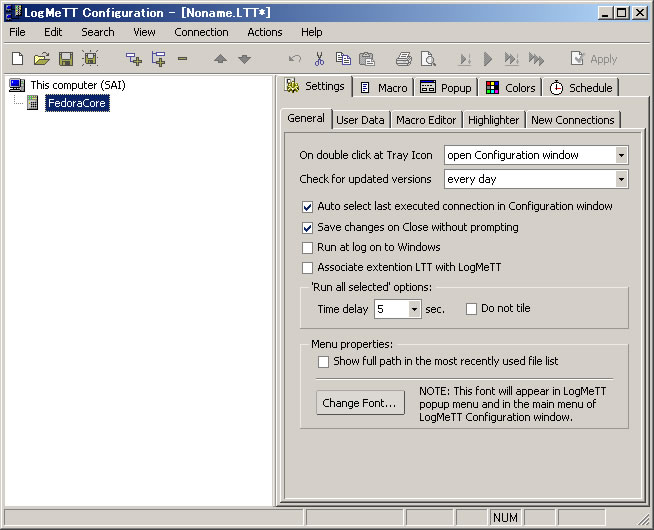 LogMeTT Configuration - [Noname.LTT*]
File Edit Search View Connection Actions Help
Apply
This computer (SAI)
FedoraCore
Settings Macro Popup Colors Schedule
General User Data Macro Editor Highlighter New Connections
On double click at Tray Icon open Configuration window
Check for updated versions every day
Auto select last executed connection in Configuration window
Save changes on Close without prompting
Run at log on to Windows
Associate extention LTT with LogMeTT
'Run all selected' options:
Time delay 5 sec. Do not tile
Menu properties:
Show full path in the most recently used file list
Change Font...
NOTE: This font will appear in LogMeTT
popup menu and in the main menu of
LogMeTT Configuration window.
NUM